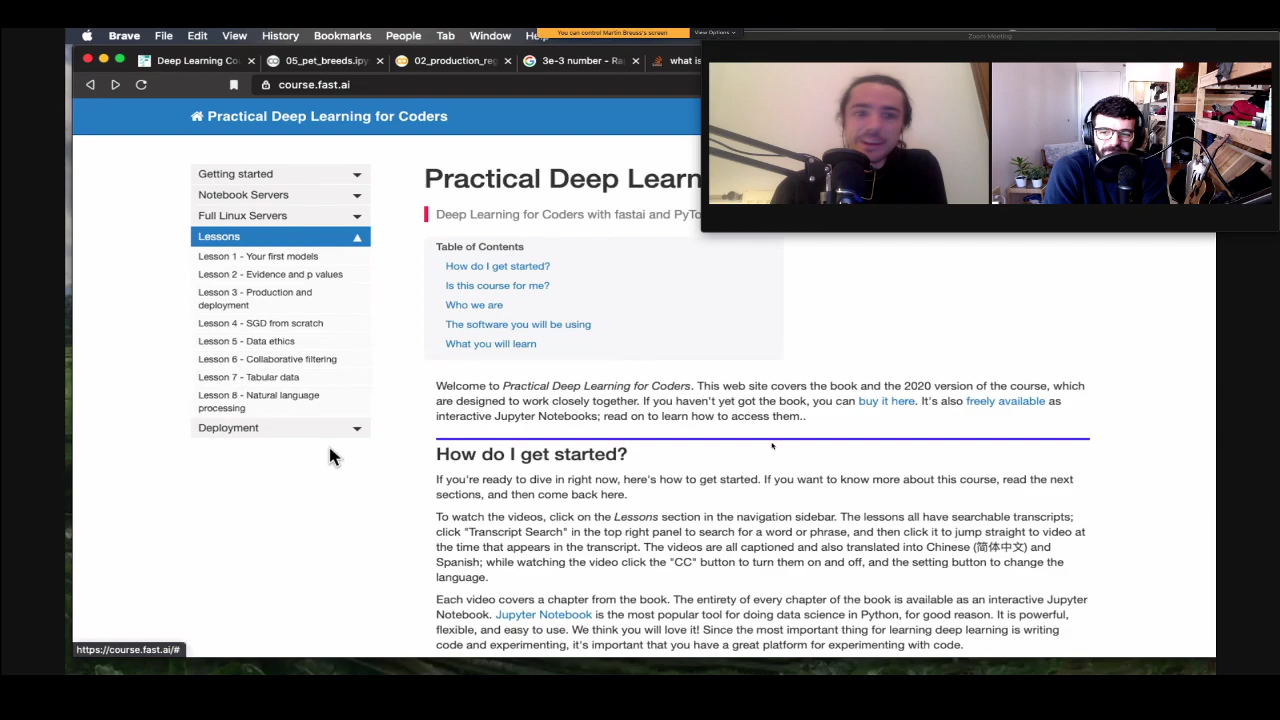 Brave File Edit View History Bookmarks People Tab Window Help
You can control Martin Breuss's screen
View Options
Zoom Meeting
Deep Learning Co
05_pet_breeds.ipy
02_production_reg
3e-3 number - Ra
what is
course.fast.ai
Practical Deep Learning for Coders
Getting started
Notebook Servers
Full Linux Servers
Lessons
Lesson 1 - Your first models
Lesson 2 - Evidence and p values
Lesson 3 - Production and
deployment
Lesson 4 - SGD from scratch
Lesson 5 - Data ethics
Lesson 6 - Collaborative filtering
Lesson 7 - Tabular data
Lesson 8 - Natural language
processing
Deployment
Practical Deep Learn
Deep Learning for Coders with fastai and PyTo
Table of Contents
How do I get started?
Is this course for me?
Who we are
The software you will be using
What you will learn
Welcome to Practical Deep Learning for Coders. This web site covers the book and the 2020 version of the course, which
are designed to work closely together. If you haven't yet got the book, you can buy it here. It's also freely available as
interactive Jupyter Notebooks; read on to learn how to access them..
How do I get started?
If you're ready to dive in right now, here's how to get started. If you want to know more about this course, read the next
sections, and then come back here.
To watch the videos, click on the Lessons section in the navigation sidebar. The lessons all have searchable transcripts;
click "Transcript Search" in the top right panel to search for a word or phrase, and then click it to jump straight to video at
the time that appears in the transcript. The videos are all captioned and also translated into Chinese (简体中文) and
Spanish; while watching the video click the "CC" button to turn them on and off, and the setting button to change the
language.
Each video covers a chapter from the book. The entirety of every chapter of the book is available as an interactive Jupyter
Notebook. Jupyter Notebook is the most popular tool for doing data science in Python, for good reason. It is powerful,
flexible, and easy to use. We think you will love it! Since the most important thing for learning deep learning is writing
code and experimenting, it's important that you have a great platform for experimenting with code.
https://course.fast.ai/#